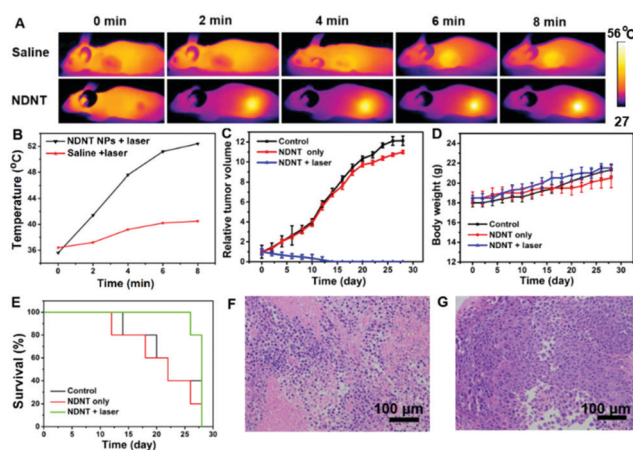 A
0 min
2 min
4 min
6 min
8 min
Saline
NDNT
56 °C
27
B
NDNT NPs + laser
Saline +laser
Temperature (°C)
52
48
44
40
36
0 2 4 6 8
Time (min)
C
Control
NDNT only
NDNT + laser
Relative tumor volume
12
10
8
6
4
2
0
0 5 10 15 20 25 30
Time (day)
D
Control
NDNT only
NDNT + laser
Body weight (g)
24
22
20
18
16
14
12
0 5 10 15 20 25 30
Time (day)
E
Control
NDNT only
NDNT + laser
Survival (%)
100
80
60
40
20
0
0 5 10 15 20 25 30
Time (day)
F
100 µm
G
100 µm